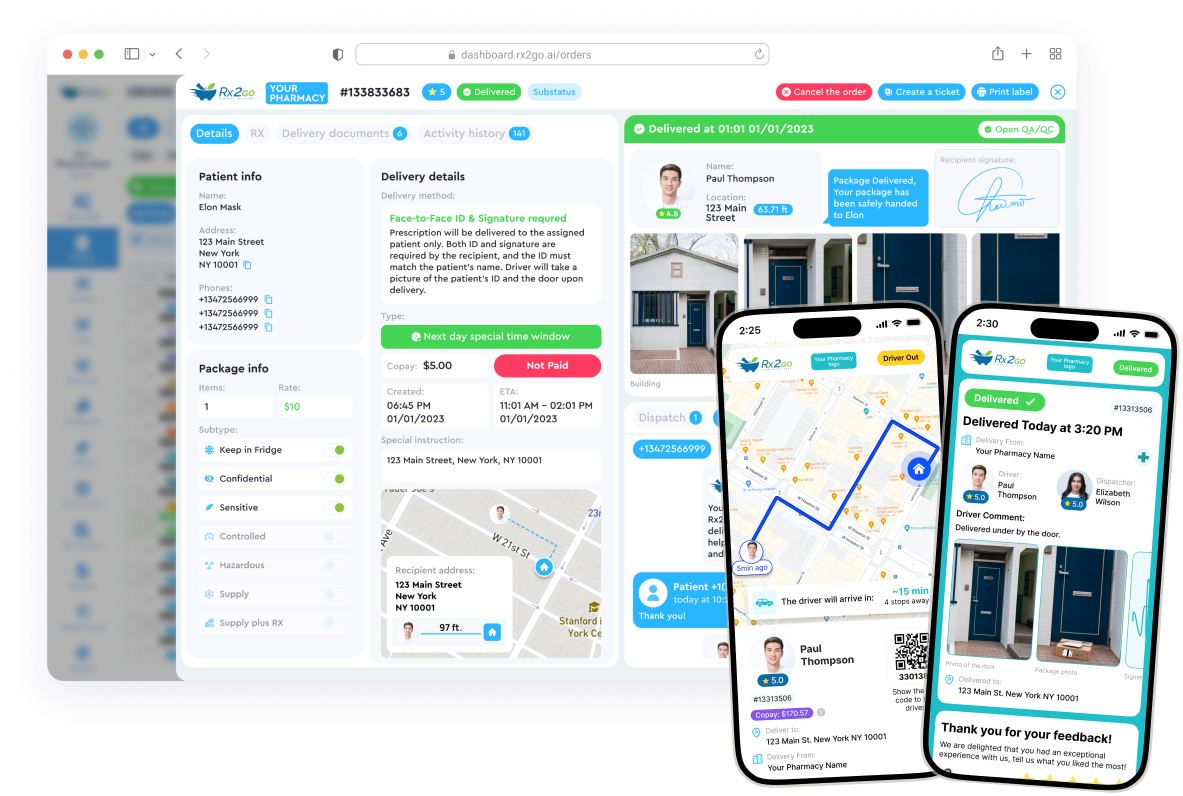 dashboard.rx2go.ai/orders
Rx2Go
YOUR
PHARMACY
#133833683
5
Delivered
Substatus
Cancel the order
Create a ticket
Print label
Details
RX
Delivery documents 6
Activity history 141
Patient info
Name:
Elon Mask
Address:
123 Main Street
New York
NY 10001
Phones:
+13472566999
+13472566999
+13472566999
Package info
Items:
Rate:
1
$10
Subtype:
Keep in Fridge
Confidential
Sensitive
Controlled
Hazardous
Supply
Supply plus RX
Delivery details
Delivery method:
Face-to-Face ID & Signature requred
Prescription will be delivered to the assigned
patient only. Both ID and signature are
required by the recipient, and the ID must
match the patient's name. Driver will take a
picture of the patient's ID and the door upon
delivery.
Type:
Next day special time window
Copay: $5.00
Not Paid
Created:
06:45 PM
01/01/2023
ETA:
11:01 AM – 02:01 PM
01/01/2023
Special instruction:
123 Main Street, New York, NY 10001
W 21st St
23r
Ave
Recipient address:
123 Main Street
New York
NY 10001
97 ft.
Stanford i
York Ce
Delivered at 01:01 01/01/2023
Open QA/QC
4.8
Name:
Paul Thompson
Location:
123 Main
Street
63.71 ft
Package Delivered,
Your package has
been safely handed
to Elon
Recipient signature:
Building
Dispatch 1
+13472566999
You
Rx2
deliv
help
and
Patient +1(
today at 10:
Thank you!
2:25
Rx2Go
Your Pharmacy
logo
Driver Out
5min ago
The driver will arrive in:
~15 min
4 stops away
Paul
Thompson
5.0
33013
Show the
code to
drive
#13313506
Copay: $170.57
Deliver to:
123 Main St. New York NY 10001
Delivery From:
Your Pharmacy Name
2:30
Rx2Go
Your Pharmacy
logo
Delivered
Delivered
#13313506
Delivered Today at 3:20 PM
Delivery From:
Your Pharmacy Name
Driver:
Paul
Thompson
5.0
Dispatcher:
Elizabeth
Wilson
5.0
Driver Comment:
Delivered under by the door.
Photo of the door
Package photo
Signat
Delivered to:
123 Main St. New York NY 10001
Thank you for your feedback!
We are delighted that you had an exceptional
experience with us, tell us what you liked the most!